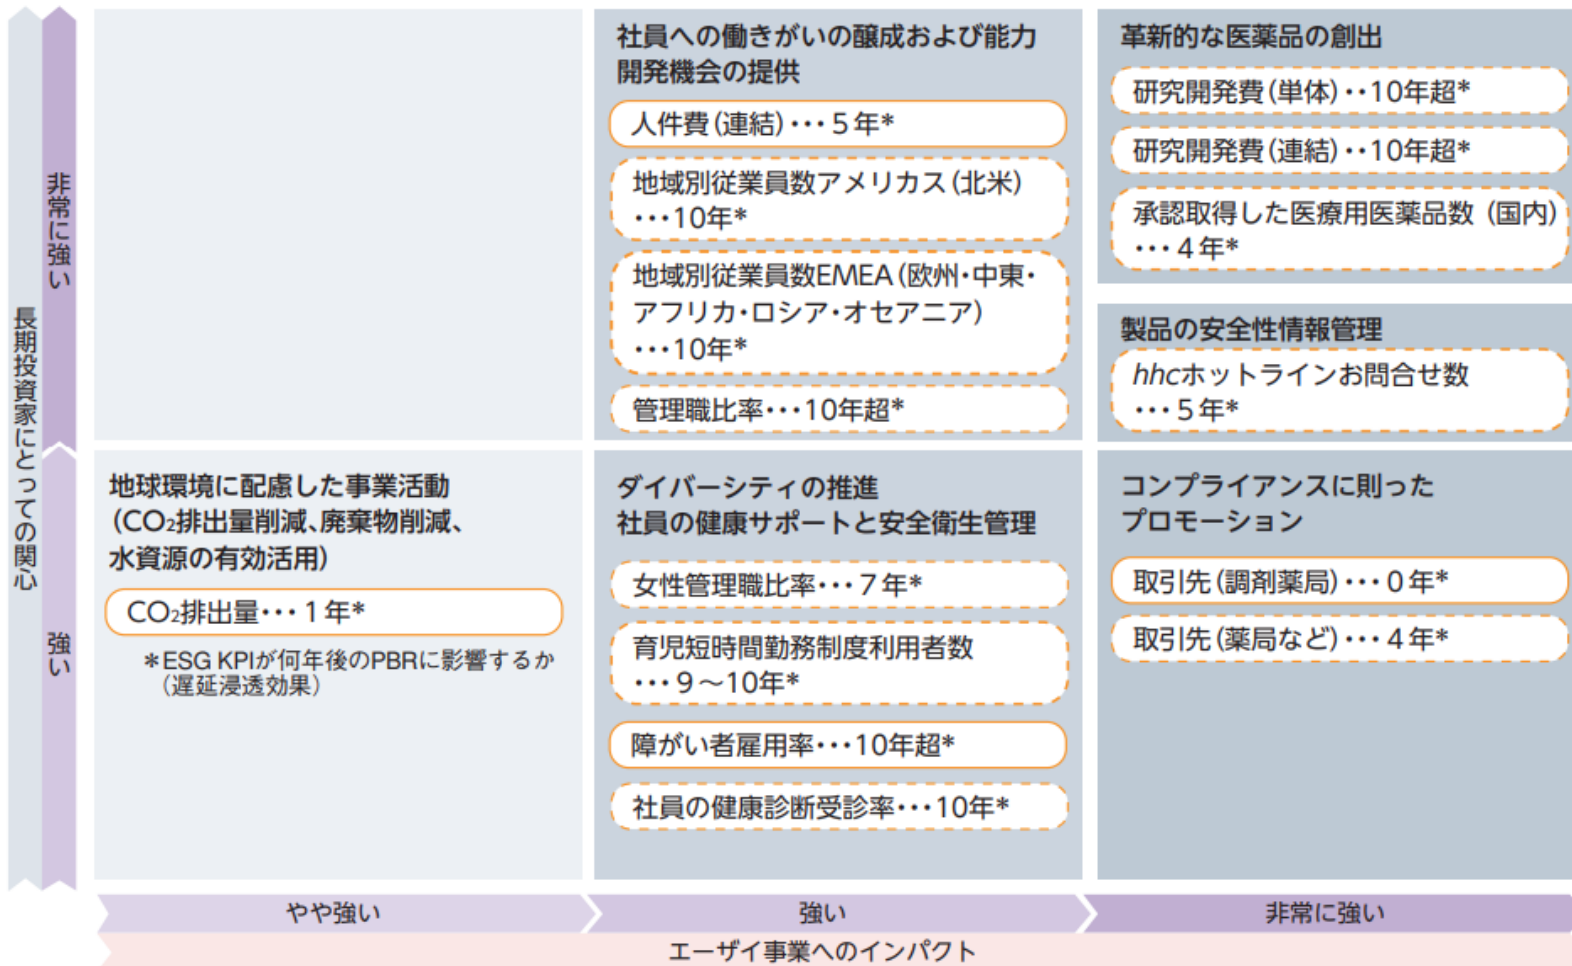 長期投資家にとっての関心
非常に強い
強い
社員への働きがいの醸成および能力
開発機会の提供
人件費(連結)･･･5年*
地域別従業員数アメリカス(北米)
･･･10年*
地域別従業員数EMEA(欧州･中東･
アフリカ･ロシア･オセアニア)
･･･10年*
管理職比率･･･10年超*
革新的な医薬品の創出
研究開発費(単体)･･10年超*
研究開発費(連結)･･10年超*
承認取得した医療用医薬品数(国内)
･･･4年*
製品の安全性情報管理
hhcホットラインお問合せ数
･･･5年*
地球環境に配慮した事業活動
(CO₂排出量削減、廃棄物削減、
水資源の有効活用)
CO₂排出量･･･1年*
*ESG KPIが何年後のPBRに影響するか
(遅延浸透効果)
ダイバーシティの推進
社員の健康サポートと安全衛生管理
女性管理職比率･･･7年*
育児短時間勤務制度利用者数
･･･9～10年*
障がい者雇用率･･･10年超*
社員の健康診断受診率･･･10年*
コンプライアンスに則った
プロモーション
取引先(調剤薬局)･･･0年*
取引先(薬局など)･･･4年*
やや強い
強い
非常に強い
エーザイ事業へのインパクト